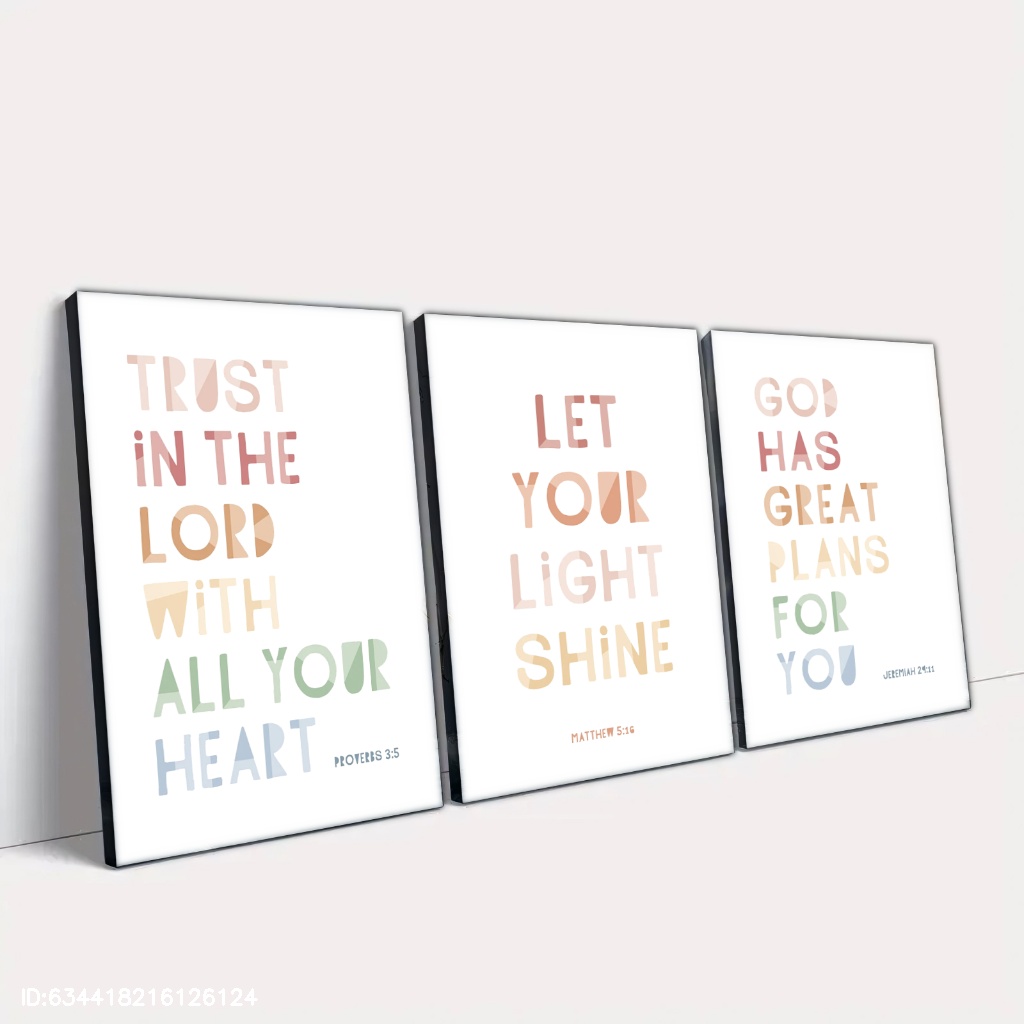 TRUST
iN THE
LORD
WiTH
ALL YOUR
HEART
PROVERBS 3:5
LET
YOUR
LiGHT
SHiNE
MATTHEW 5:16
GOD
HAS
GREAT
PLANS
FOR
YOU
JEREMIAH 29:11
ID:634418216126124